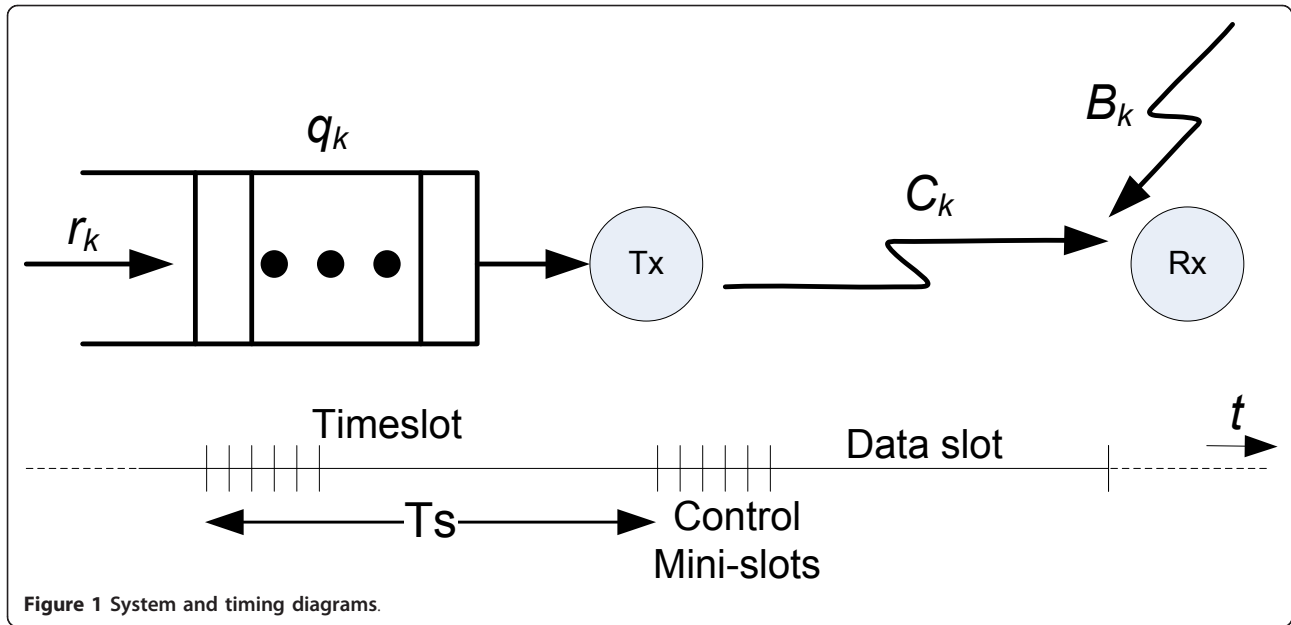 q_k
B_k
C_k
r_k
Tx
Rx
Timeslot
Data slot
t
Ts
Control
Mini-slots
Figure 1 System and timing diagrams.